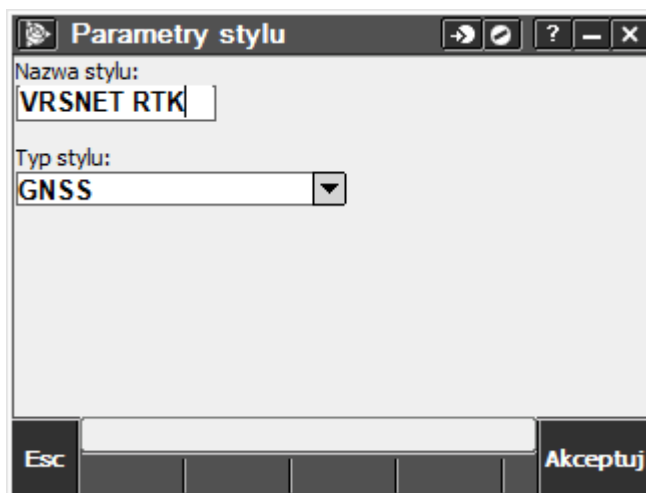 Parametry stylu
?
Nazwa stylu:
VRSNET RTK
Typ stylu:
GNSS
Esc
Akceptuj